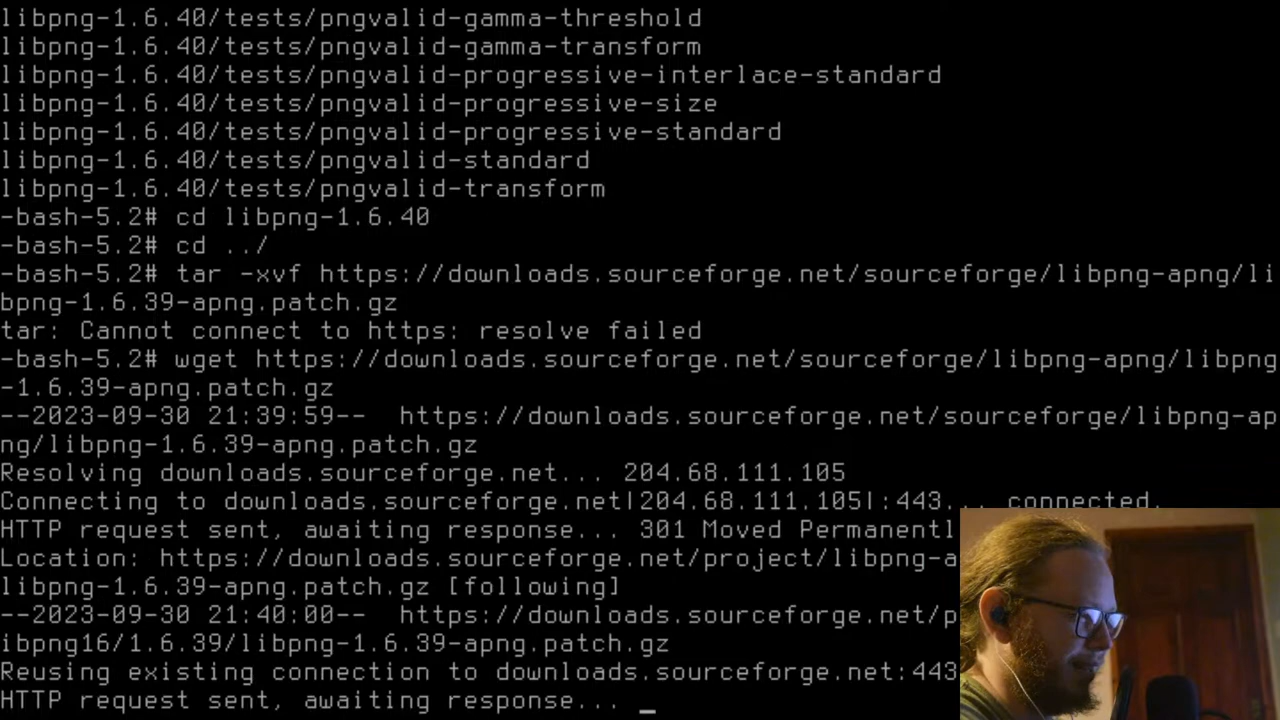 libpng-1.6.40/tests/pngvalid-gamma-threshold
libpng-1.6.40/tests/pngvalid-gamma-transform
libpng-1.6.40/tests/pngvalid-progressive-interlace-standard
libpng-1.6.40/tests/pngvalid-progressive-size
libpng-1.6.40/tests/pngvalid-progressive-standard
libpng-1.6.40/tests/pngvalid-standard
libpng-1.6.40/tests/pngvalid-transform
-bash-5.2# cd libpng-1.6.40
-bash-5.2# cd ../
-bash-5.2# tar -xvf https://downloads.sourceforge.net/sourceforge/libpng-apng/li
bpng-1.6.39-apng.patch.gz
tar: Cannot connect to https: resolve failed
-bash-5.2# wget https://downloads.sourceforge.net/sourceforge/libpng-apng/libpng
-1.6.39-apng.patch.gz
--2023-09-30 21:39:59--  https://downloads.sourceforge.net/sourceforge/libpng-ap
ng/libpng-1.6.39-apng.patch.gz
Resolving downloads.sourceforge.net... 204.68.111.105
Connecting to downloads.sourceforge.net|204.68.111.105|:443... connected.
HTTP request sent, awaiting response... 301 Moved Permanentl
Location: https://downloads.sourceforge.net/project/libpng-a
libpng-1.6.39-apng.patch.gz [following]
--2023-09-30 21:40:00--  https://downloads.sourceforge.net/p
ibpng16/1.6.39/libpng-1.6.39-apng.patch.gz
Reusing existing connection to downloads.sourceforge.net:443
HTTP request sent, awaiting response... _